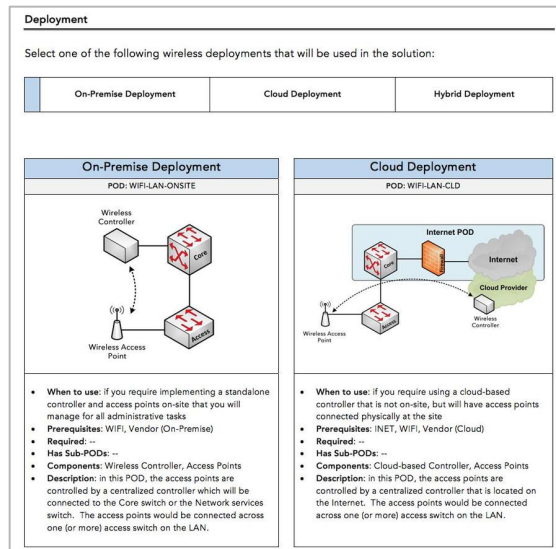 Deployment
Select one of the following wireless deployments that will be used in the solution:
On-Premise Deployment
Cloud Deployment
Hybrid Deployment
On-Premise Deployment
POD: WIFI-LAN-ONSITE
Wireless
Controller
Core
Access
Wireless Access
Point
• When to use: if you require implementing a standalone
controller and access points on-site that you will
manage for all administrative tasks
• Prerequisites: WIFI, Vendor (On-Premise)
• Required: --
• Has Sub-PODs: --
• Components: Wireless Controller, Access Points
• Description: in this POD, the access points are
controlled by a centralized controller which will be
connected to the Core switch or the Network services
switch. The access points would be connected across
one (or more) access switch on the LAN.
Cloud Deployment
POD: WIFI-LAN-CLD
Internet POD
Core
Firewall
Internet
Cloud Provider
Wireless
Controller
Access
Wireless Access
Point
• When to use: if you require using a cloud-based
controller that is not on-site, but will have access points
connected physically at the site
• Prerequisites: INET, WIFI, Vendor (Cloud)
• Required: --
• Has Sub-PODs: --
• Components: Cloud-based Controller, Access Points
• Description: in this POD, the access points are
controlled by a centralized controller that is located on
the Internet. The access points would be connected
across one (or more) access switch on the LAN.